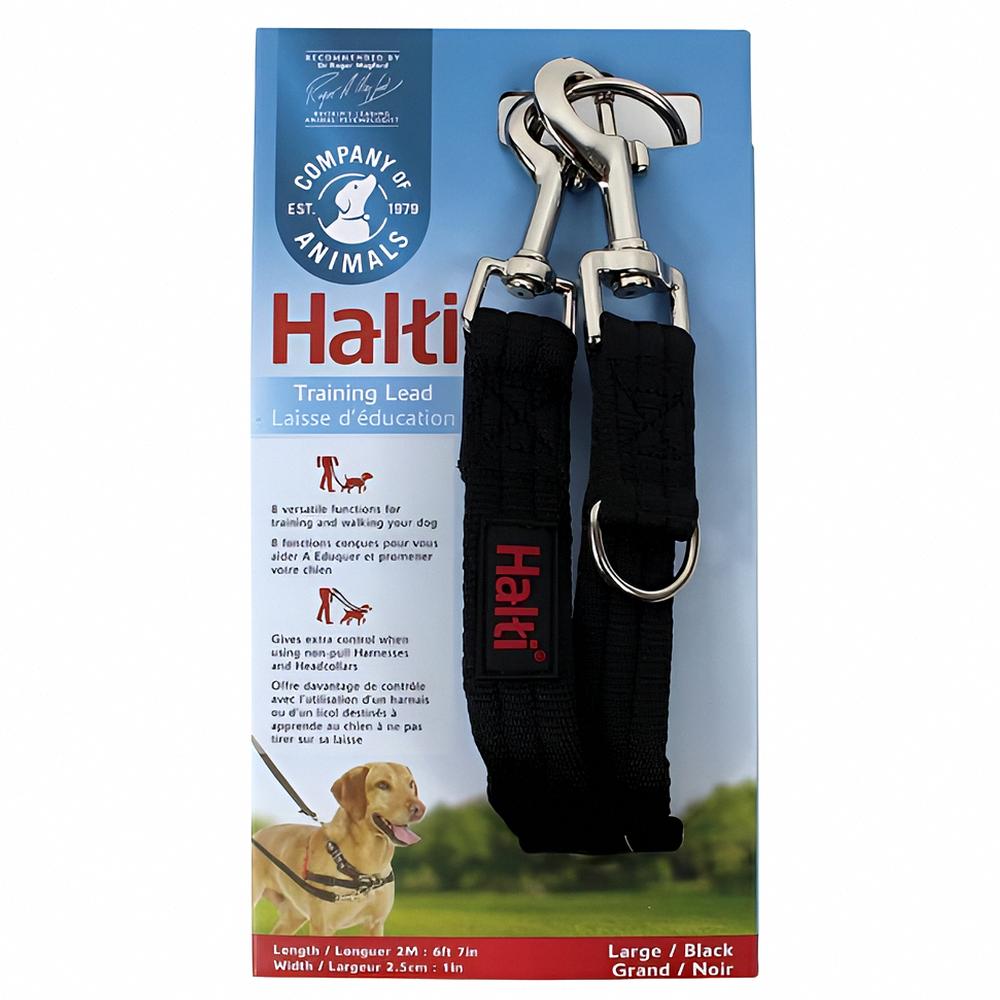 RECOMMENDED BY
Dr Roger Mugford
COMPANY OF
EST. 1979
ANIMALS
Halti
Training Lead
Laisse d'éducation
8 versatile functions for
training and walking your dog
8 fonctions conçues pour vous
aider A Eduquer et promener
votre chien
Gives extra control when
using non-pull Harnesses
and Headcollars
Offre davantage de contrôle
avec l'utilisation d'un harnais
ou d'un licol destinés à
apprendre au chien à ne pas
tirer sur sa laisse
Halti®
Length / Longuer 2M : 6ft 7in
Width / Largeur 2.5cm : 1in
Large / Black
Grand / Noir